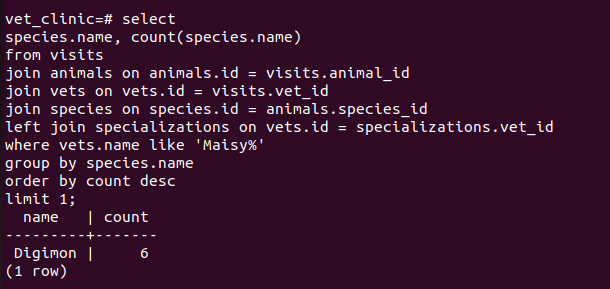 vet_clinic=# select
species.name, count(species.name)
from visits
join animals on animals.id = visits.animal_id
join vets on vets.id = visits.vet_id
join species on species.id = animals.species_id
left join specializations on vets.id = specializations.vet_id
where vets.name like 'Maisy%'
group by species.name
order by count desc
limit 1;
  name   | count
---------+-------
 Digimon |     6
(1 row)